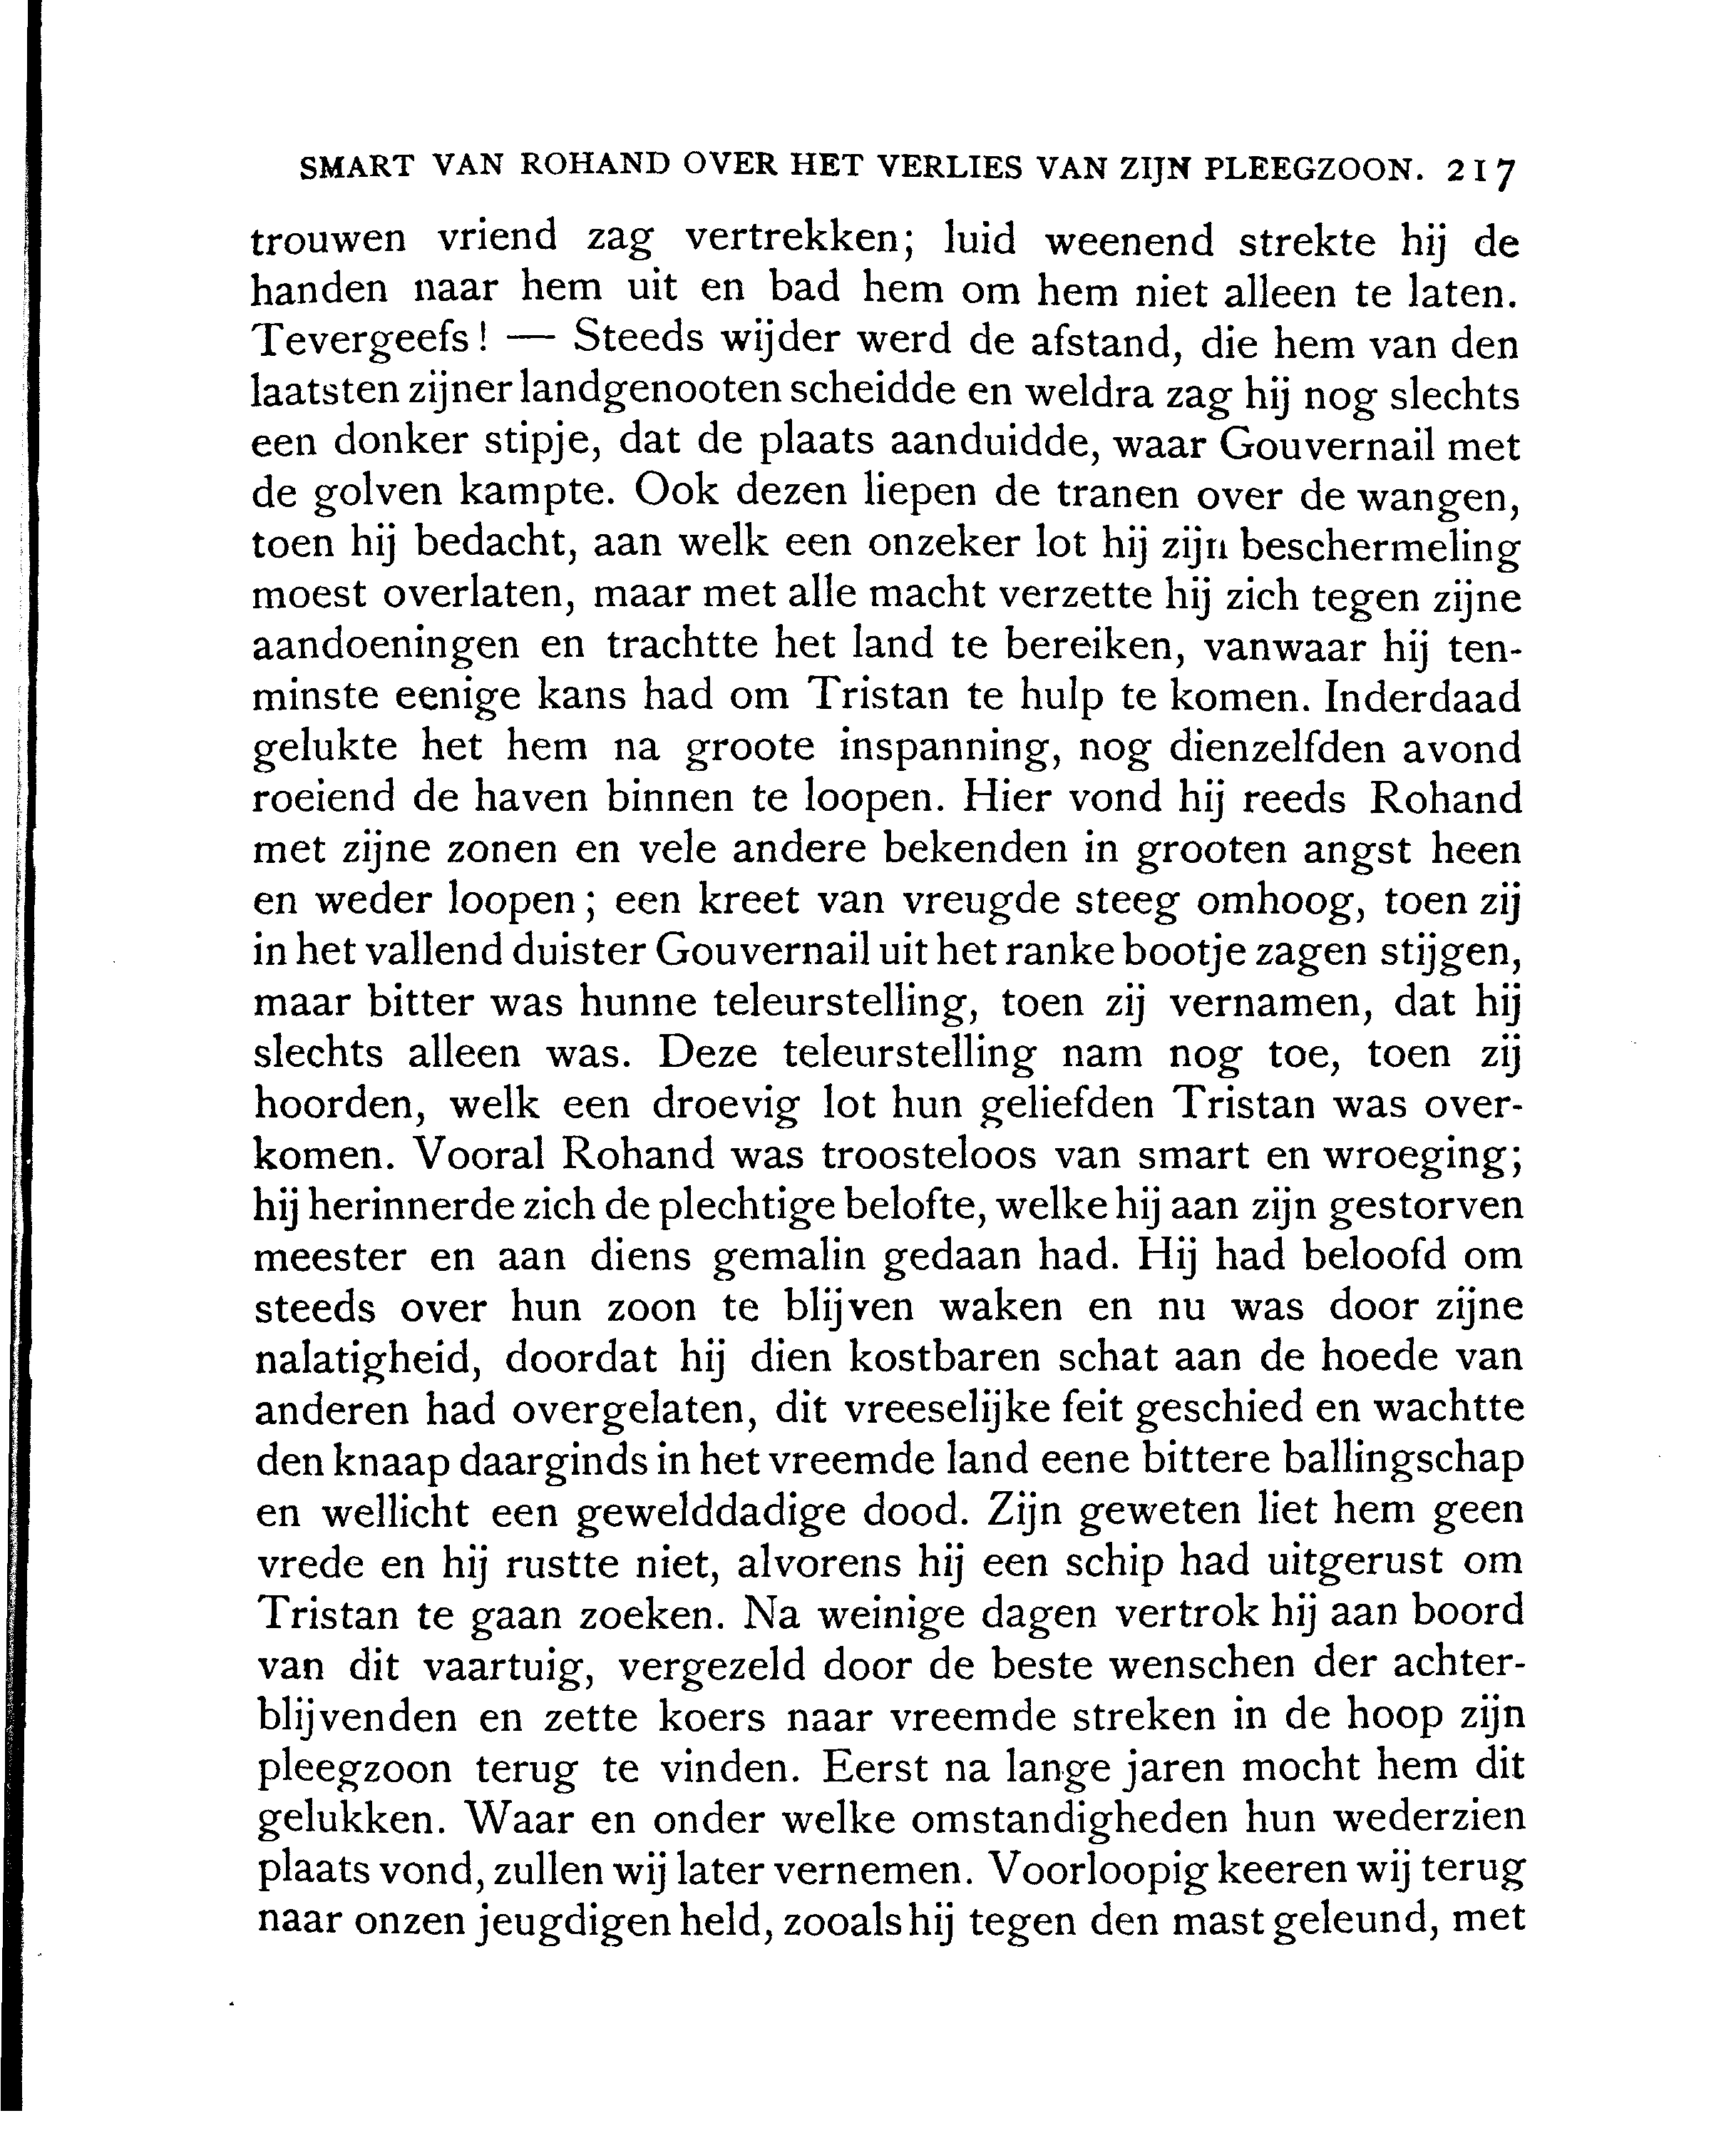 SMART VAN ROHAND OVER HET VERLIES VAN ZIJN PLEEGZOON. 217
trouwen vriend zag vertrekken; luid weenend strekte hij de
handen naar hem uit en bad hem om hem niet alleen te laten.
Tevergeefs! — Steeds wijder werd de afstand, die hem van den
laatsten zijner landgenooten scheidde en weldra zag hij nog slechts
een donker stipje, dat de plaats aanduidde, waar Gouvernail met
de golven kampte. Ook dezen liepen de tranen over de wangen,
toen hij bedacht, aan welk een onzeker lot hij zijn beschermeling
moest overlaten, maar met alle macht verzette hij zich tegen zijne
aandoeningen en trachtte het land te bereiken, vanwaar hij ten-
minste eenige kans had om Tristan te hulp te komen. Inderdaad
gelukte het hem na groote inspanning, nog dienzelfden avond
roeiend de haven binnen te loopen. Hier vond hij reeds Rohand
met zijne zonen en vele andere bekenden in grooten angst heen
en weder loopen; een kreet van vreugde steeg omhoog, toen zij
in het vallend duister Gouvernail uit het ranke bootje zagen stijgen,
maar bitter was hunne teleurstelling, toen zij vernamen, dat hij
slechts alleen was. Deze teleurstelling nam nog toe, toen zij
hoorden, welk een droevig lot hun geliefden Tristan was over-
komen. Vooral Rohand was troosteloos van smart en wroeging;
hij herinnerde zich de plechtige belofte, welke hij aan zijn gestorven
meester en aan diens gemalin gedaan had. Hij had beloofd om
steeds over hun zoon te blijven waken en nu was door zijne
nalatigheid, doordat hij dien kostbaren schat aan de hoede van
anderen had overgelaten, dit vreeselijke feit geschied en wachtte
den knaap daarginds in het vreemde land eene bittere ballingschap
en wellicht een gewelddadige dood. Zijn geweten liet hem geen
vrede en hij rustte niet, alvorens hij een schip had uitgerust om
Tristan te gaan zoeken. Na weinige dagen vertrok hij aan boord
van dit vaartuig, vergezeld door de beste wenschen der achter-
blijvenden en zette koers naar vreemde streken in de hoop zijn
pleegzoon terug te vinden. Eerst na lange jaren mocht hem dit
gelukken. Waar en onder welke omstandigheden hun wederzien
plaats vond, zullen wij later vernemen. Voorloopig keeren wij terug
naar onzen jeugdigen held, zooals hij tegen den mast geleund, met